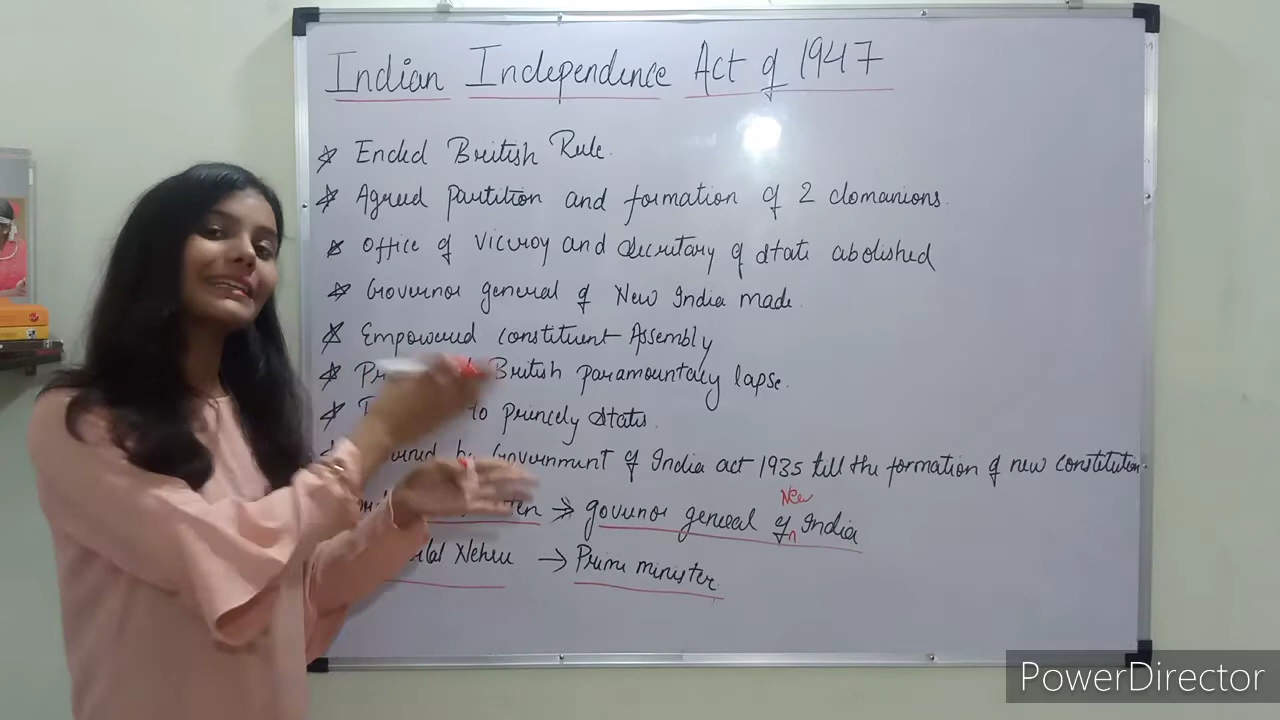 Indian Independence Act of 1947
Ended British Rule.
Agreed partition and formation of 2 domanions.
Office of Viceroy and Secretary of State abolished
Governor general of New India made.
Empowered constituent Assembly
British paramountacy lapse.
to princely states.
Government of India act 1935 till the formation of new constitution.
New
→ governor general of India
Nehru → Prime minister
PowerDirector